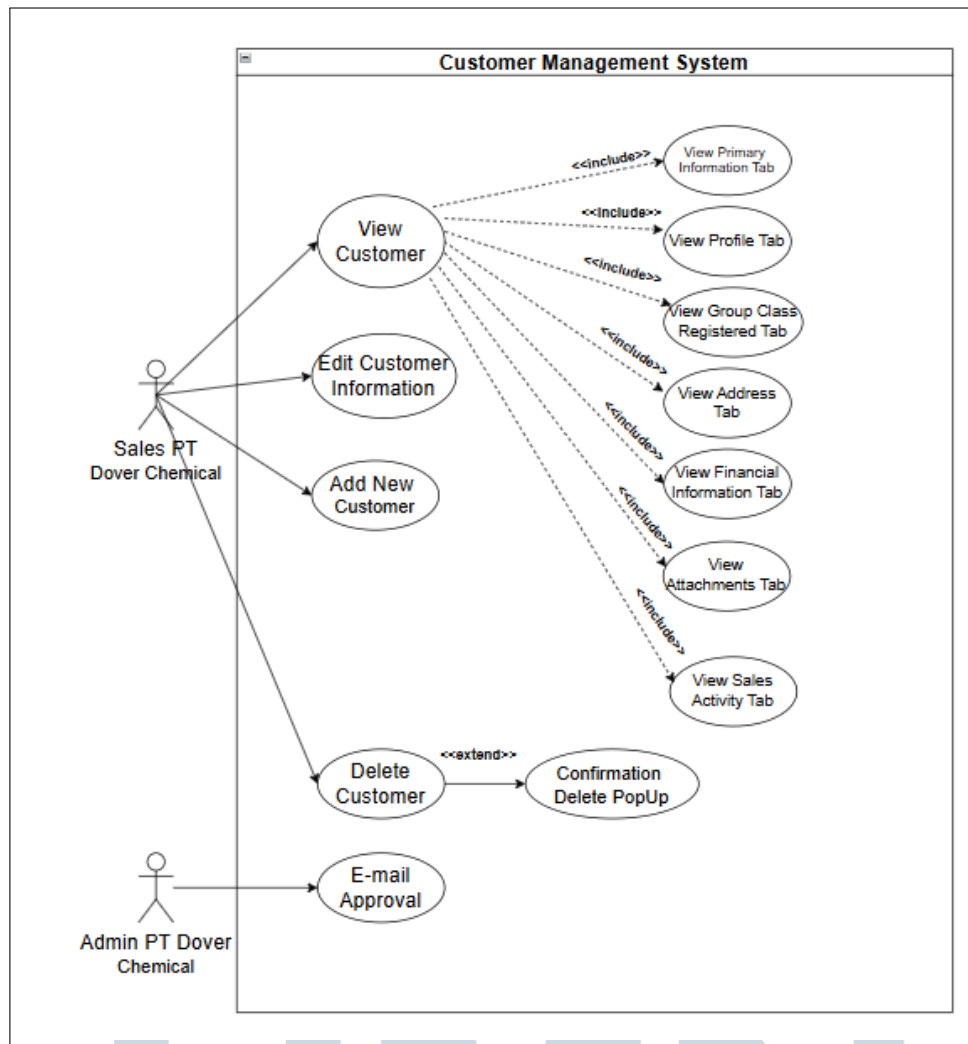 Customer Management System
<<include>>
View Primary
Information Tab
<<include>>
View Profile Tab
View
Customer
<<include>>
View Group Class
Registered Tab
<<include>>
View Address
Tab
Edit Customer
Information
<<include>>
View Financial
Information Tab
Sales PT
Dover Chemical
Add New
Customer
<<include>>
View
Attachments Tab
<<include>>
View Sales
Activity Tab
Delete
Customer
<<extend>>
Confirmation
Delete PopUp
E-mail
Approval
Admin PT Dover
Chemical